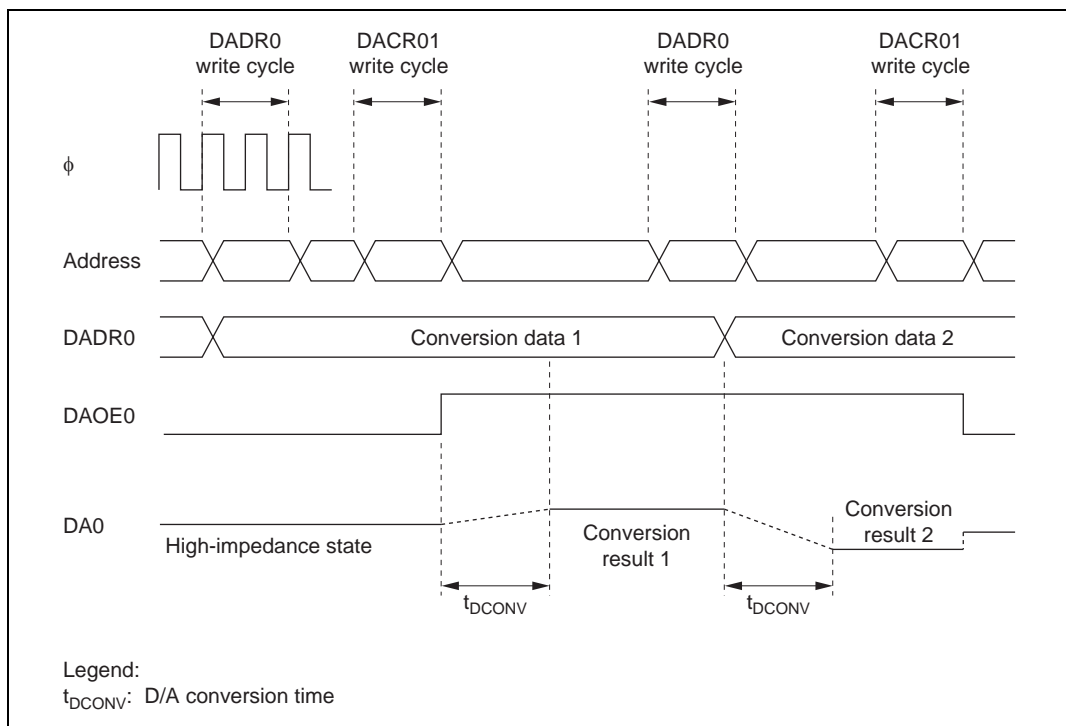 DADR0 DACR01 DADR0 DACR01
write cycle write cycle write cycle write cycle
ϕ
Address
DADR0 Conversion data 1 Conversion data 2
DAOE0
DA0
High-impedance state
Conversion
result 1
Conversion
result 2
tDCONV tDCONV
Legend:
tDCONV: D/A conversion time